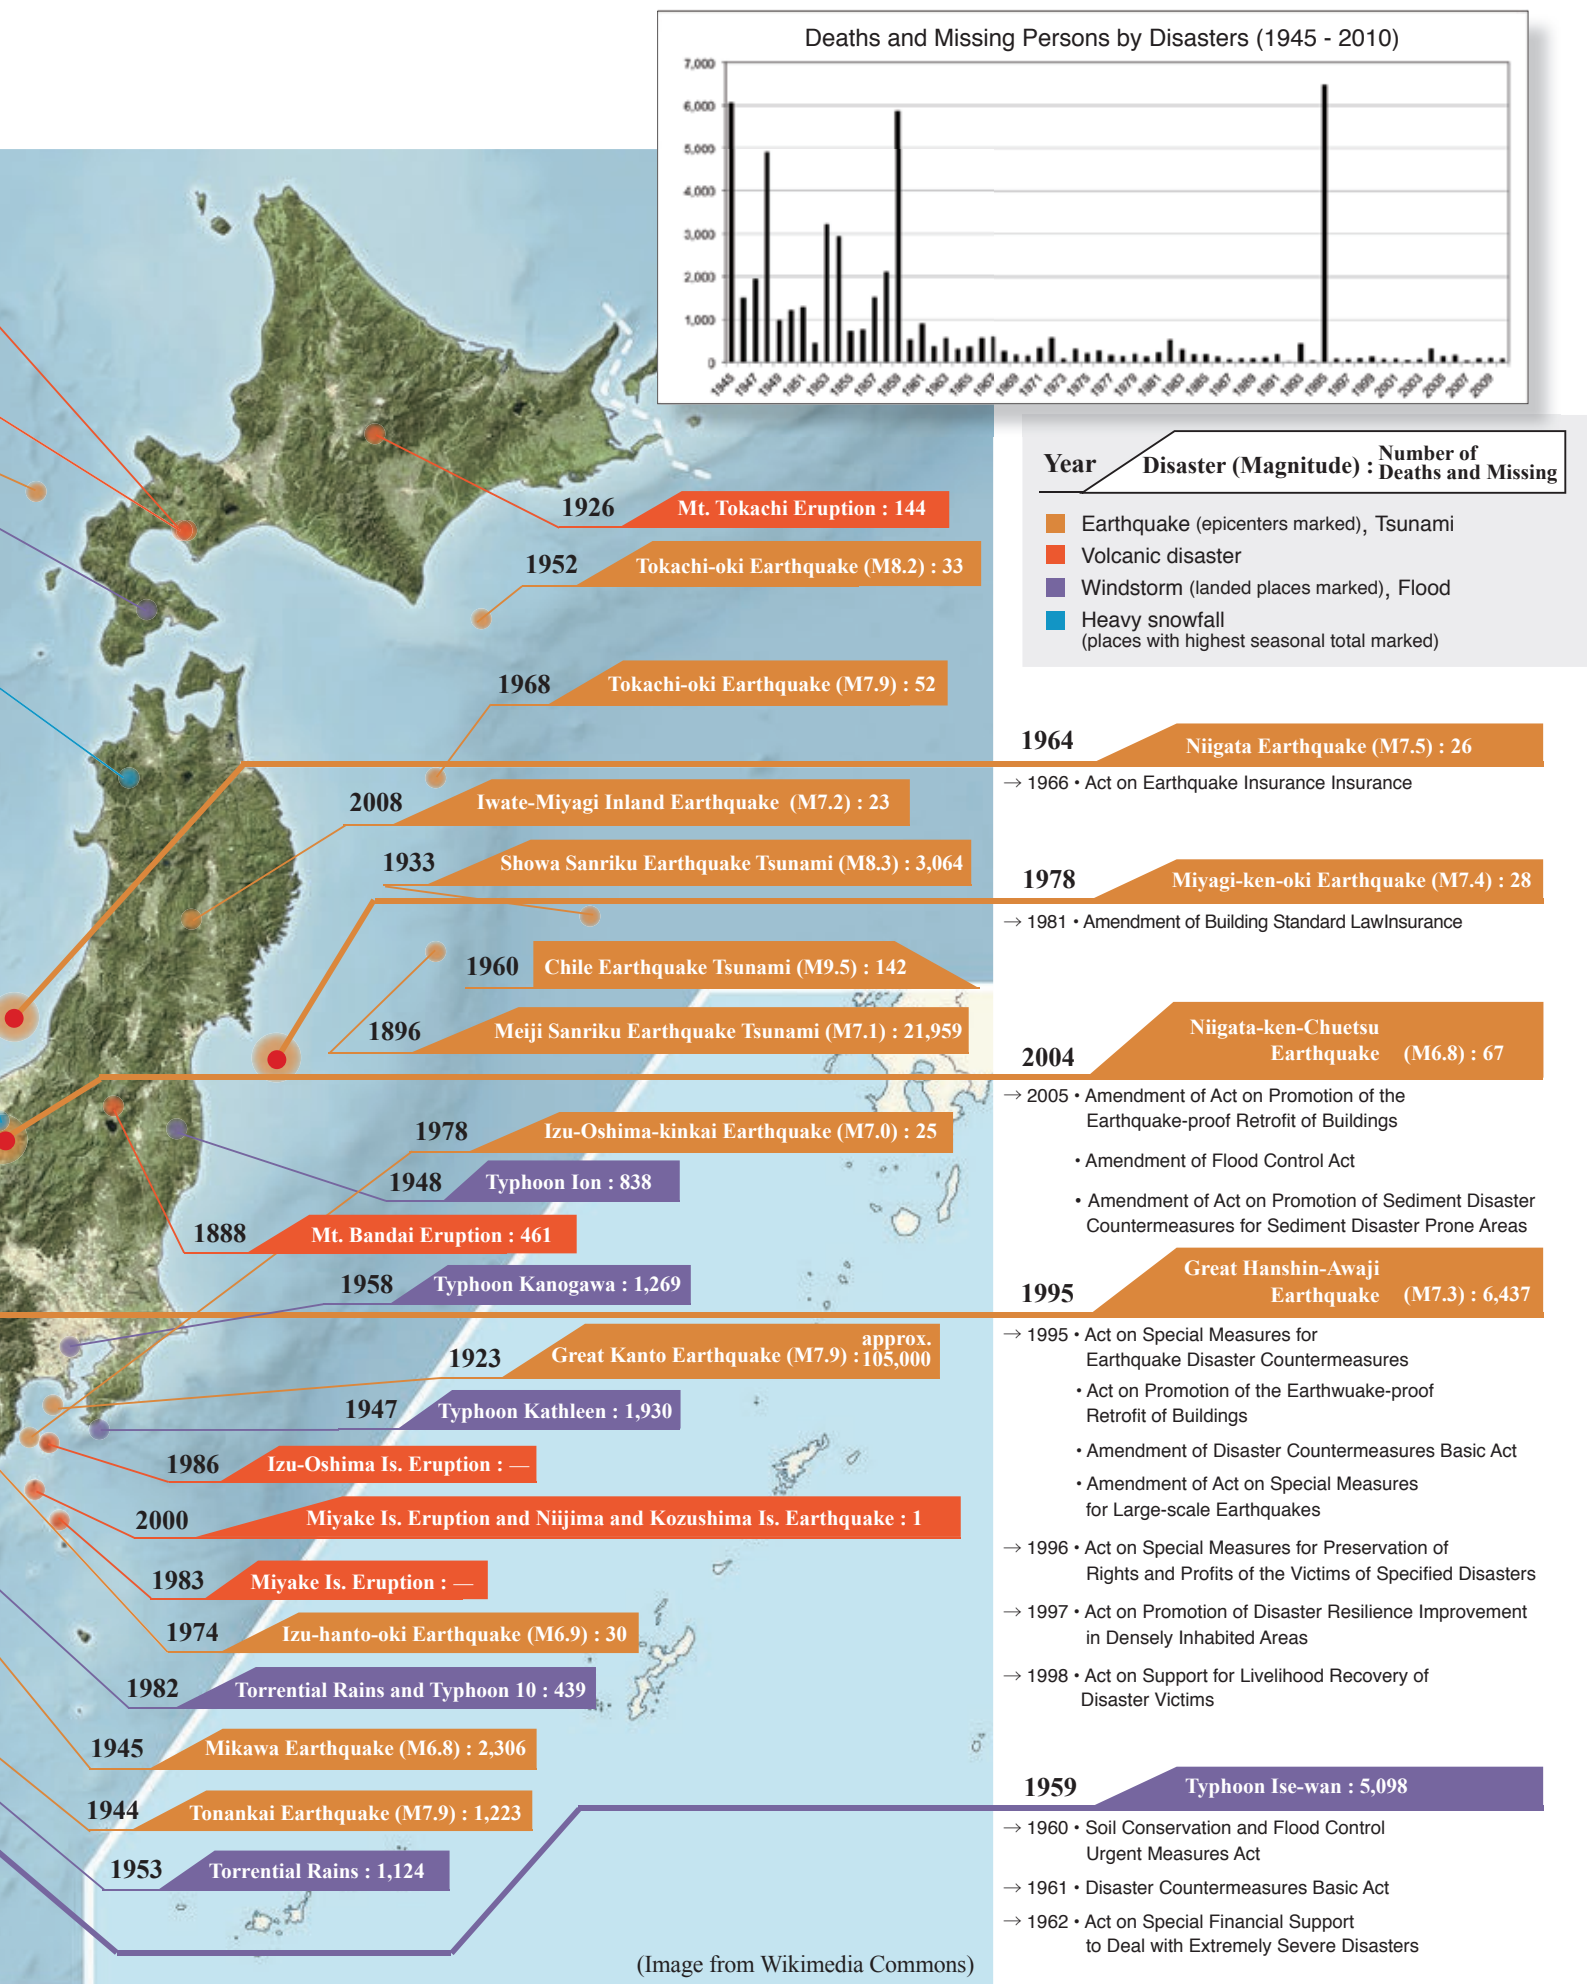 Deaths and Missing Persons by Disasters (1945 - 2010)
7,000
6,000
5,000
4,000
3,000
2,000
1,000
0
1945 1947 1949 1951 1953 1955 1957 1959 1961 1963 1965 1967 1969 1971 1973 1975 1977 1979 1981 1983 1985 1987 1989 1991 1993 1995 1997 1999 2001 2003 2005 2007 2009
Year Disaster (Magnitude) : Number of
Deaths and Missing
Earthquake (epicenters marked), Tsunami
Volcanic disaster
Windstorm (landed places marked), Flood
Heavy snowfall
(places with highest seasonal total marked)
1926 Mt. Tokachi Eruption : 144
1952 Tokachi-oki Earthquake (M8.2) : 33
1968 Tokachi-oki Earthquake (M7.9) : 52
2008 Iwate-Miyagi Inland Earthquake (M7.2) : 23
1933 Showa Sanriku Earthquake Tsunami (M8.3) : 3,064
1960 Chile Earthquake Tsunami (M9.5) : 142
1896 Meiji Sanriku Earthquake Tsunami (M7.1) : 21,959
1978 Izu-Oshima-kinkai Earthquake (M7.0) : 25
1948 Typhoon Ion : 838
1888 Mt. Bandai Eruption : 461
1958 Typhoon Kanogawa : 1,269
1923 Great Kanto Earthquake (M7.9) : approx.
105,000
1947 Typhoon Kathleen : 1,930
1986 Izu-Oshima Is. Eruption : —
2000 Miyake Is. Eruption and Niijima and Kozushima Is. Earthquake : 1
1983 Miyake Is. Eruption : —
1974 Izu-hanto-oki Earthquake (M6.9) : 30
1982 Torrential Rains and Typhoon 10 : 439
1945 Mikawa Earthquake (M6.8) : 2,306
1944 Tonankai Earthquake (M7.9) : 1,223
1953 Torrential Rains : 1,124
(Image from Wikimedia Commons)
1964 Niigata Earthquake (M7.5) : 26
→ 1966 • Act on Earthquake Insurance Insurance
1978 Miyagi-ken-oki Earthquake (M7.4) : 28
→ 1981 • Amendment of Building Standard LawInsurance
2004 Niigata-ken-Chuetsu
Earthquake (M6.8) : 67
→ 2005 • Amendment of Act on Promotion of the
Earthquake-proof Retrofit of Buildings
• Amendment of Flood Control Act
• Amendment of Act on Promotion of Sediment Disaster
Countermeasures for Sediment Disaster Prone Areas
1995 Great Hanshin-Awaji
Earthquake (M7.3) : 6,437
→ 1995 • Act on Special Measures for
Earthquake Disaster Countermeasures
• Act on Promotion of the Earthwuake-proof
Retrofit of Buildings
• Amendment of Disaster Countermeasures Basic Act
• Amendment of Act on Special Measures
for Large-scale Earthquakes
→ 1996 • Act on Special Measures for Preservation of
Rights and Profits of the Victims of Specified Disasters
→ 1997 • Act on Promotion of Disaster Resilience Improvement
in Densely Inhabited Areas
→ 1998 • Act on Support for Livelihood Recovery of
Disaster Victims
1959 Typhoon Ise-wan : 5,098
→ 1960 • Soil Conservation and Flood Control
Urgent Measures Act
→ 1961 • Disaster Countermeasures Basic Act
→ 1962 • Act on Special Financial Support
to Deal with Extremely Severe Disasters